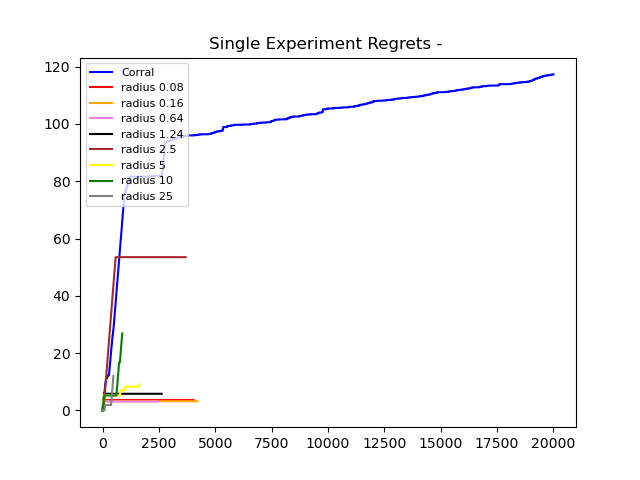 Single Experiment Regrets -
120
100
80
60
40
20
0
Corral
radius 0.08
radius 0.16
radius 0.64
radius 1.24
radius 2.5
radius 5
radius 10
radius 25
0 2500 5000 7500 10000 12500 15000 17500 20000